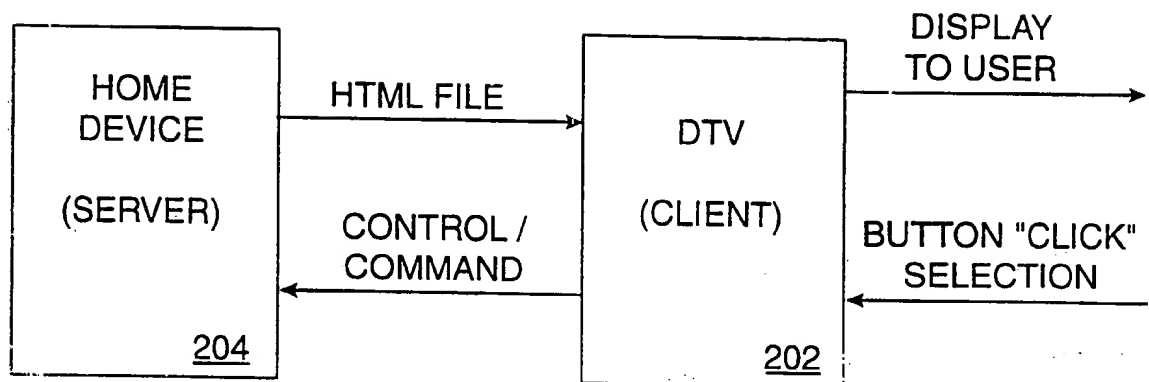 HOME
DEVICE
(SERVER)
204
HTML FILE
CONTROL /
COMMAND
DTV
(CLIENT)
202
DISPLAY
TO USER
BUTTON "CLICK"
SELECTION